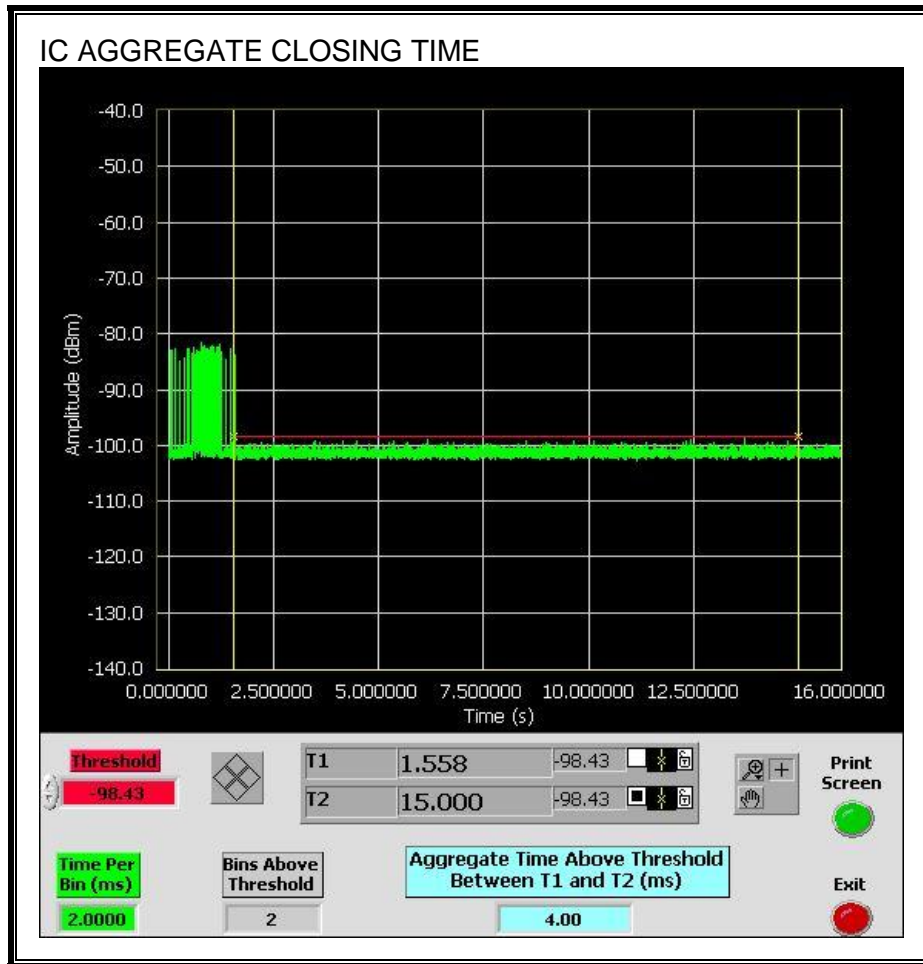 IC AGGREGATE CLOSING TIME
-40.0
-50.0
-60.0
-70.0
-80.0
-90.0
-100.0
-110.0
-120.0
-130.0
-140.0
Amplitude (dBm)
0.000000 2.500000 5.000000 7.500000 10.000000 12.500000 16.000000
Time (s)
Threshold
-98.43
T1 1.558 -98.43
T2 15.000 -98.43
Print
Screen
Time Per
Bin (ms)
2.0000
Bins Above
Threshold
2
Aggregate Time Above Threshold
Between T1 and T2 (ms)
4.00
Exit